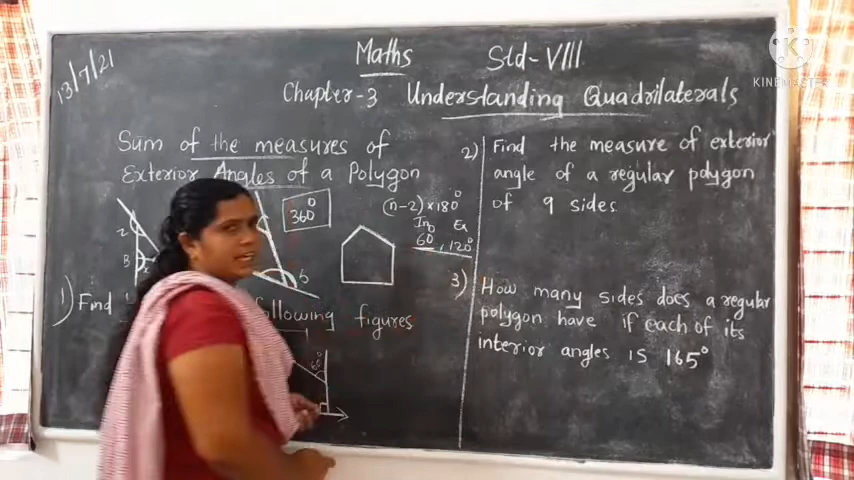 13/7/21
Maths Std-VIII
Chapter-3 Understanding Quadrilaterals
Sum of the measures of
Exterior Angles of a Polygon
360°
(n-2)×180°
In Ex
60°, 120°
1) Find
following figures
60°
2) Find the measure of exterior
angle of a regular polygon
of 9 sides
3) How many sides does a regular
polygon have if each of its
interior angles is 165°
K
KINEMASTER